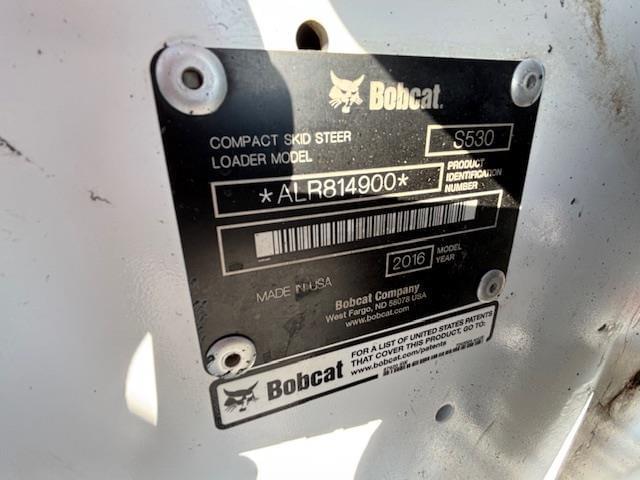 Bobcat.
COMPACT SKID STEER
LOADER MODEL
S530
*ALR814900*
PRODUCT
IDENTIFICATION
NUMBER
2016
MODEL
YEAR
MADE IN USA
Bobcat Company
West Fargo, ND 58078 USA
www.bobcat.com
Bobcat
FOR A LIST OF UNITED STATES PATENTS
THAT COVER THIS PRODUCT, GO TO:
www.bobcat.com/patents